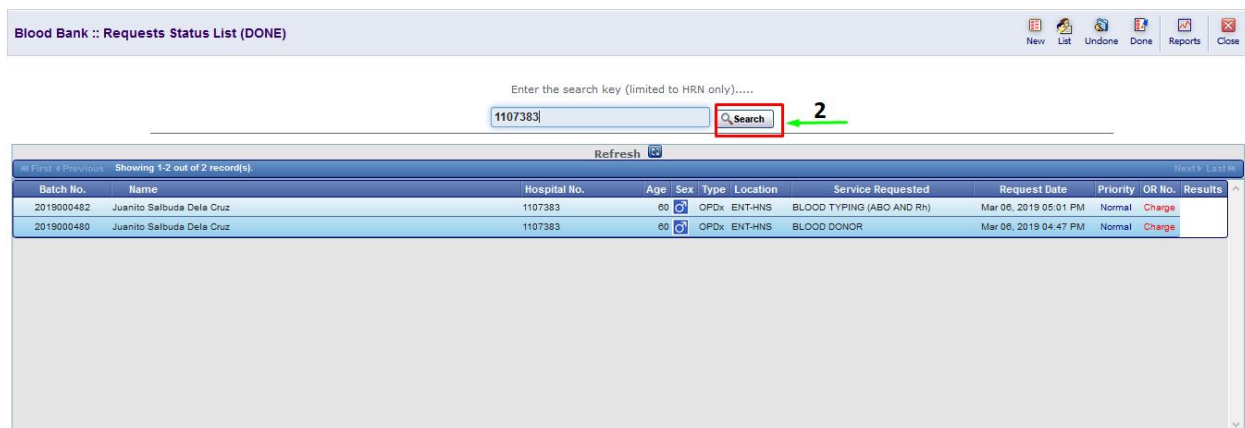 Blood Bank :: Requests Status List (DONE)
New List Undone Done Reports Close
Enter the search key (limited to HRN only).....
1107383 Search 2
Refresh
First Previous Showing 1-2 out of 2 record(s). Next Last
Batch No. Name Hospital No. Age Sex Type Location Service Requested Request Date Priority OR No. Results
2019000482 Juanito Salbuda Dela Cruz 1107383 60 OPDx ENT-HNS BLOOD TYPING (ABO AND Rh) Mar 06, 2019 05:01 PM Normal Charge
2019000480 Juanito Salbuda Dela Cruz 1107383 60 OPDx ENT-HNS BLOOD DONOR Mar 06, 2019 04:47 PM Normal Charge